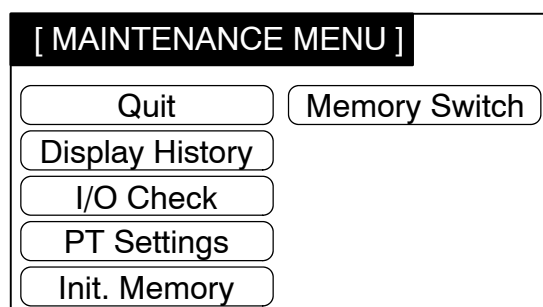 [ MAINTENANCE MENU ]
Quit
Memory Switch
Display History
I/O Check
PT Settings
Init. Memory